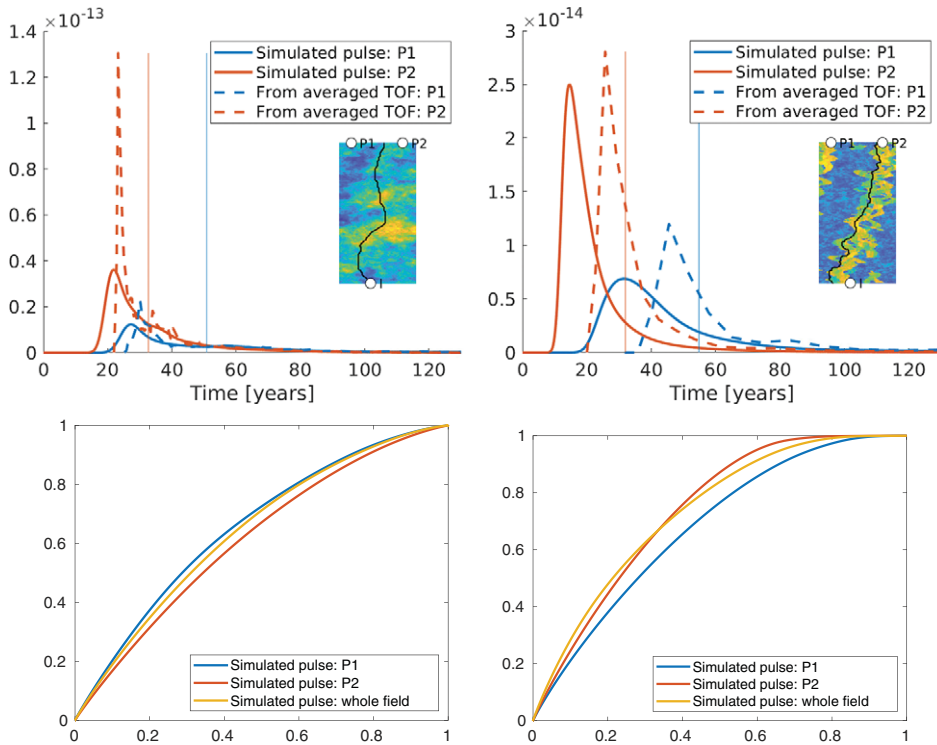 ×10⁻¹³
1.4
1.2
1
0.8
0.6
0.4
0.2
0
0 20 40 60 80 100 120
Time [years]
Simulated pulse: P1
Simulated pulse: P2
From averaged TOF: P1
From averaged TOF: P2
P1 P2
I
×10⁻¹⁴
3
2.5
2
1.5
1
0.5
0
0 20 40 60 80 100 120
Time [years]
Simulated pulse: P1
Simulated pulse: P2
From averaged TOF: P1
From averaged TOF: P2
P1 P2
I
1
0.8
0.6
0.4
0.2
0
0 0.2 0.4 0.6 0.8 1
Simulated pulse: P1
Simulated pulse: P2
Simulated pulse: whole field
1
0.8
0.6
0.4
0.2
0
0 0.2 0.4 0.6 0.8 1
Simulated pulse: P1
Simulated pulse: P2
Simulated pulse: whole field